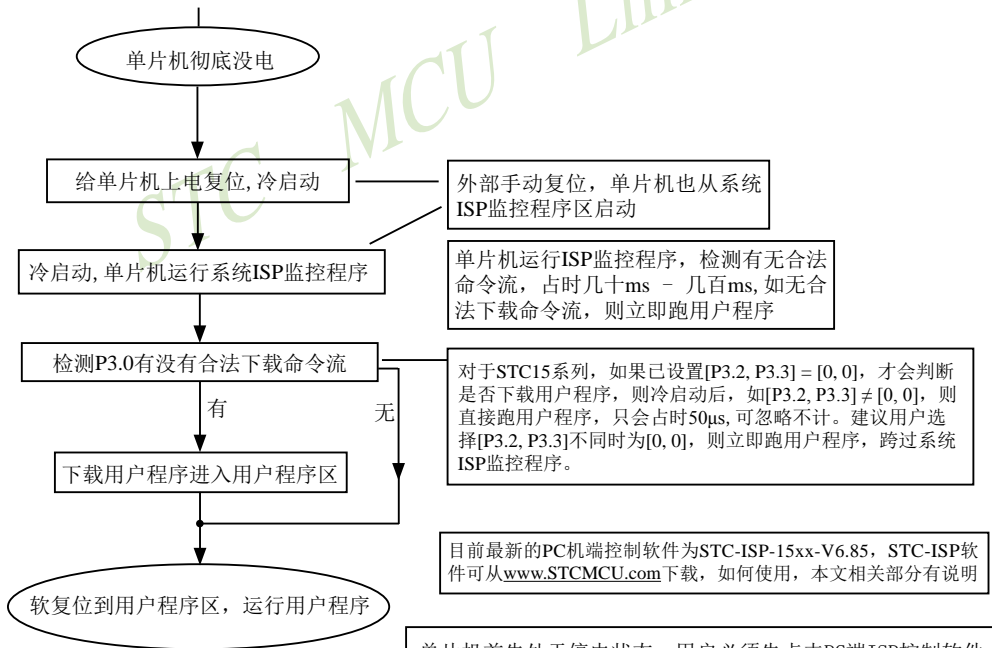 STC MCU
单片机彻底没电
给单片机上电复位,冷启动
外部手动复位，单片机也从系统
ISP监控程序区启动
冷启动,单片机运行系统ISP监控程序
单片机运行ISP监控程序，检测有无合法
命令流，占时几十ms - 几百ms,如无合
法下载命令流，则立即跑用户程序
检测P3.0有没有合法下载命令流
对于STC15系列，如果已设置[P3.2, P3.3] = [0, 0]，才会判断
是否下载用户程序，则冷启动后，如[P3.2, P3.3] ≠ [0, 0]，则
直接跑用户程序，只会占时50μs,可忽略不计。建议用户选
择[P3.2, P3.3]不同时为[0, 0]，则立即跑用户程序，跨过系统
ISP监控程序。
有
无
下载用户程序进入用户程序区
目前最新的PC机端控制软件为STC-ISP-15xx-V6.85，STC-ISP软
件可从www.STCMCU.com下载，如何使用，本文相关部分有说明
软复位到用户程序区，运行用户程序